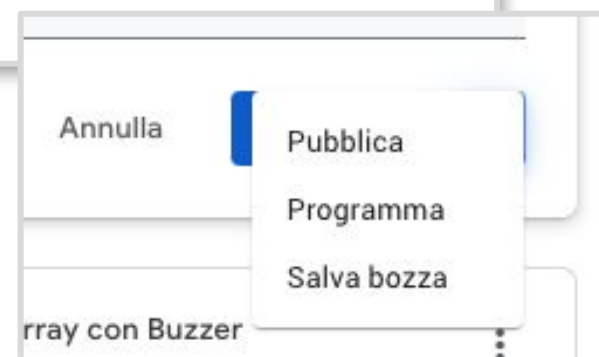 Annulla
Pubblica
Programma
Salva bozza
rray con Buzzer